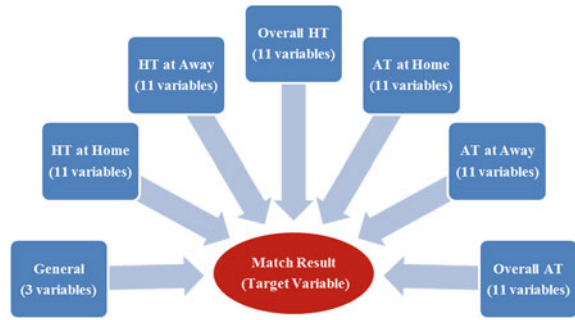 Overall HT
(11 variables)
HT at Away
(11 variables)
AT at Home
(11 variables)
HT at Home
(11 variables)
AT at Away
(11 variables)
General
(3 variables)
Match Result
(Target Variable)
Overall AT
(11 variables)